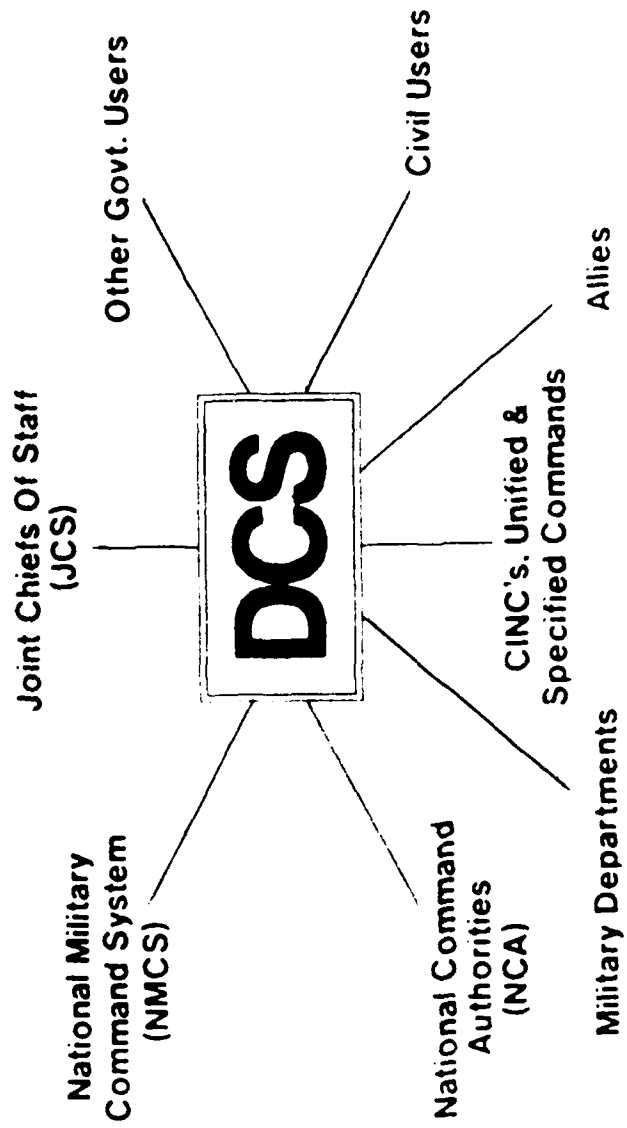 Joint Chiefs Of Staff
(JCS)
National Military
Command System
(NMCS)
Other Govt. Users
DCS
National Command
Authorities
(NCA)
Civil Users
Military Departments
CINC's. Unified &
Specified Commands
Allies